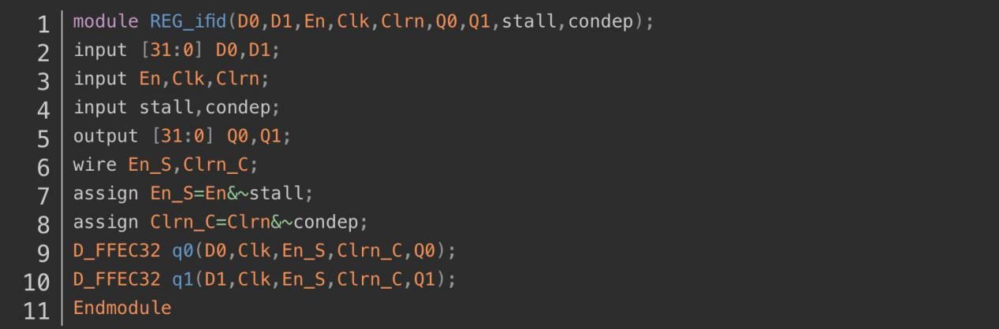 1 module REG_ifid(D0,D1,En,Clk,Clrn,Q0,Q1,stall,condep);
2 input [31:0] D0,D1;
3 input En,Clk,Clrn;
4 input stall,condep;
5 output [31:0] Q0,Q1;
6 wire En_S,Clrn_C;
7 assign En_S=En&~stall;
8 assign Clrn_C=Clrn&~condep;
9 D_FFEC32 q0(D0,Clk,En_S,Clrn_C,Q0);
10 D_FFEC32 q1(D1,Clk,En_S,Clrn_C,Q1);
11 Endmodule